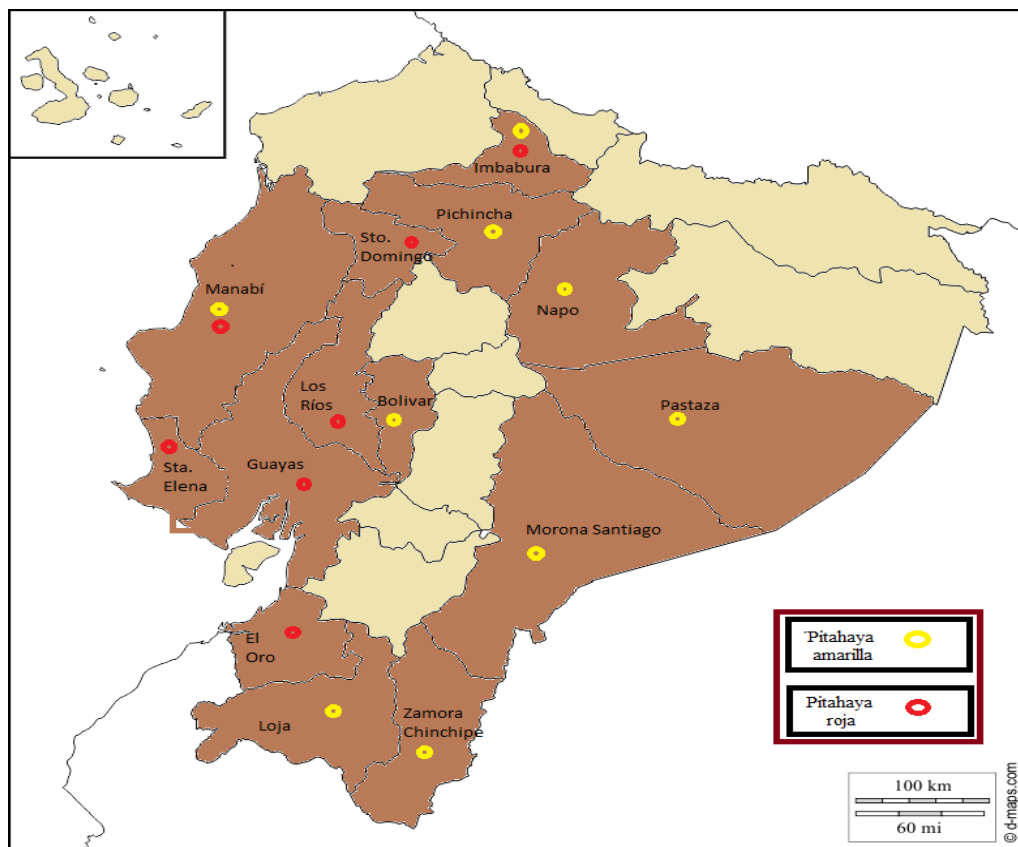 Imbabura
Pichincha
Sto.
Domingo
Manabí
Napo
Los
Ríos
Bolivar
Pastaza
Sta.
Elena
Guayas
Morona Santiago
El
Oro
Loja
Zamora
Chinchipe
Pitahaya
amarilla
Pitahaya
roja
100 km
60 mi
© d-maps.com